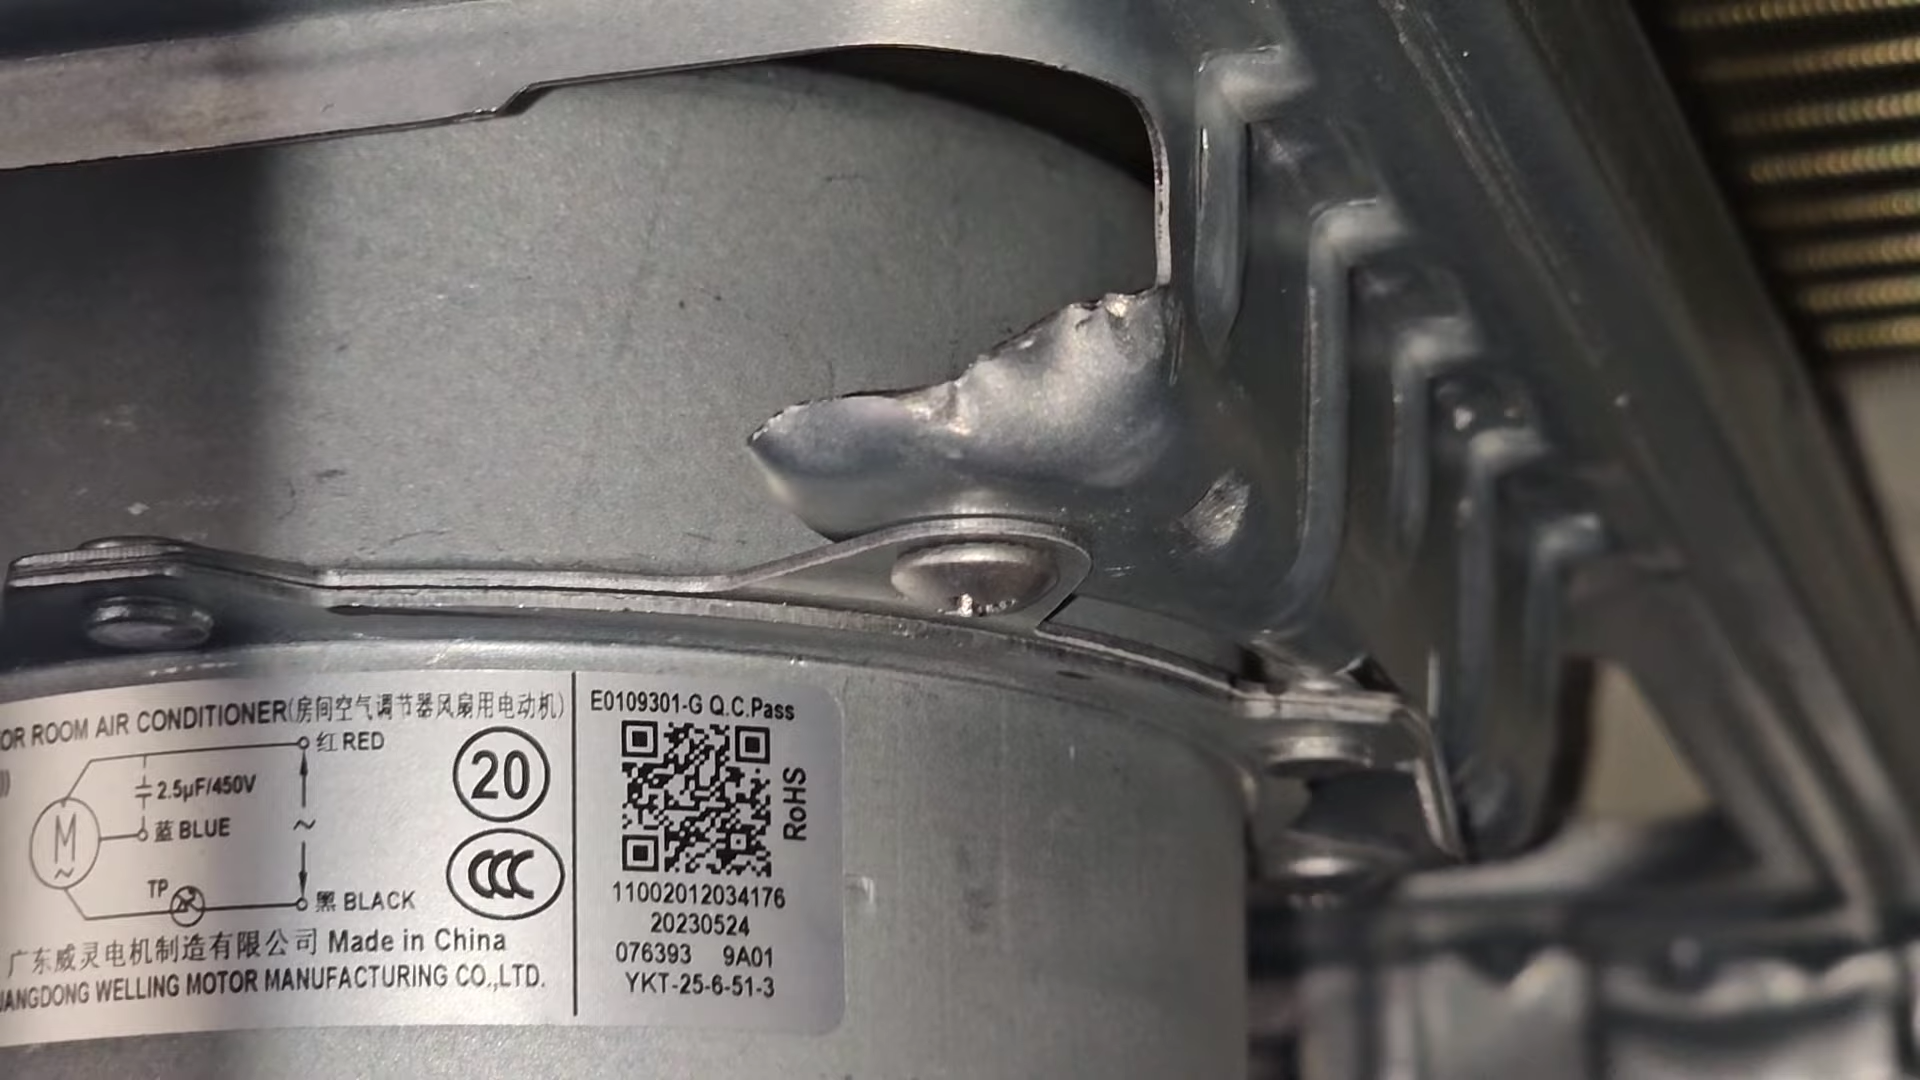 OR ROOM AIR CONDITIONER(房间空气调节器风扇用电动机)
红 RED
2.5μF/450V
M
~
~
蓝 BLUE
TP
黑 BLACK
20
CCC
广东威灵电机制造有限公司 Made in China
UANGDONG WELLING MOTOR MANUFACTURING CO.,LTD.
E0109301-G Q.C.Pass
RoHS
11002012034176
20230524
076393 9A01
YKT-25-6-51-3